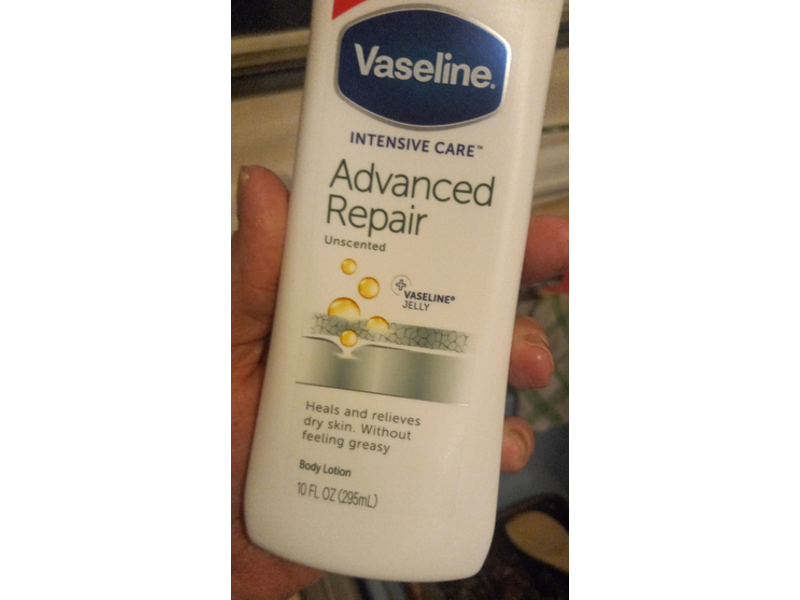 Vaseline.
INTENSIVE CARE™
Advanced
Repair
Unscented
VASELINE®
JELLY
Heals and relieves
dry skin. Without
feeling greasy
Body Lotion
10 FL OZ (295mL)